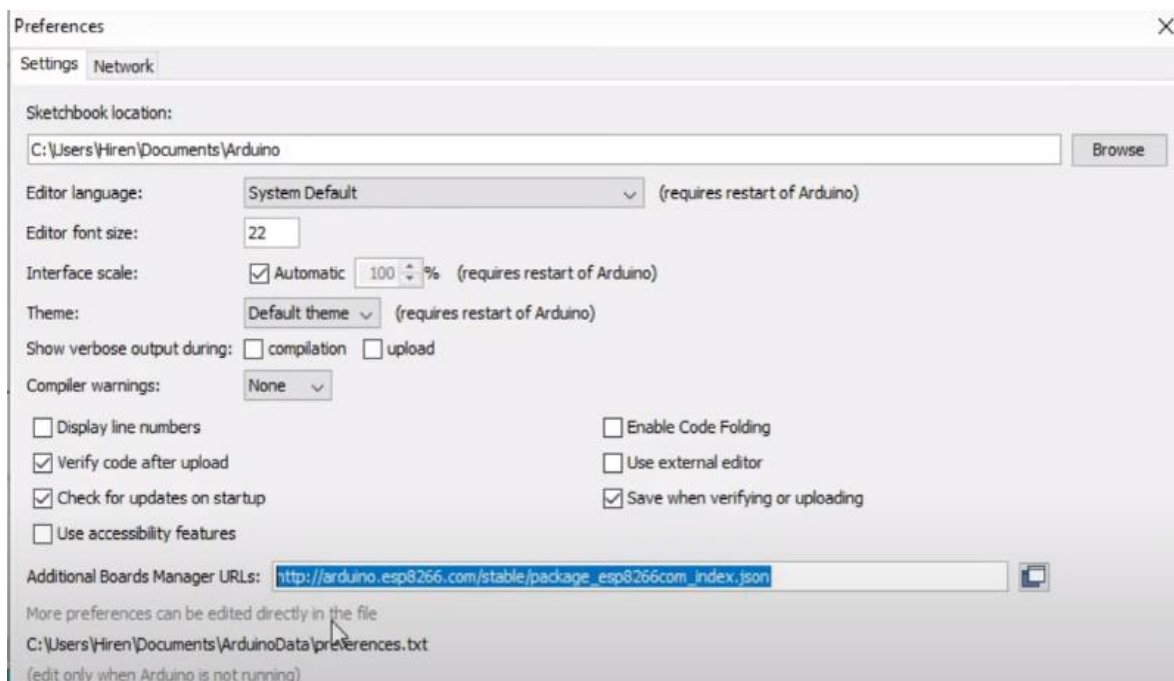 Preferences
Settings Network
Sketchbook location:
C:\Users\Hiren\Documents\Arduino Browse
Editor language: System Default (requires restart of Arduino)
Editor font size: 22
Interface scale: Automatic 100 % (requires restart of Arduino)
Theme: Default theme (requires restart of Arduino)
Show verbose output during: compilation upload
Compiler warnings: None
Display line numbers Enable Code Folding
Verify code after upload Use external editor
Check for updates on startup Save when verifying or uploading
Use accessibility features
Additional Boards Manager URLs: http://arduino.esp8266.com/stable/package_esp8266com_index.json
More preferences can be edited directly in the file
C:\Users\Hiren\Documents\ArduinoData\preferences.txt
(edit only when Arduino is not running)